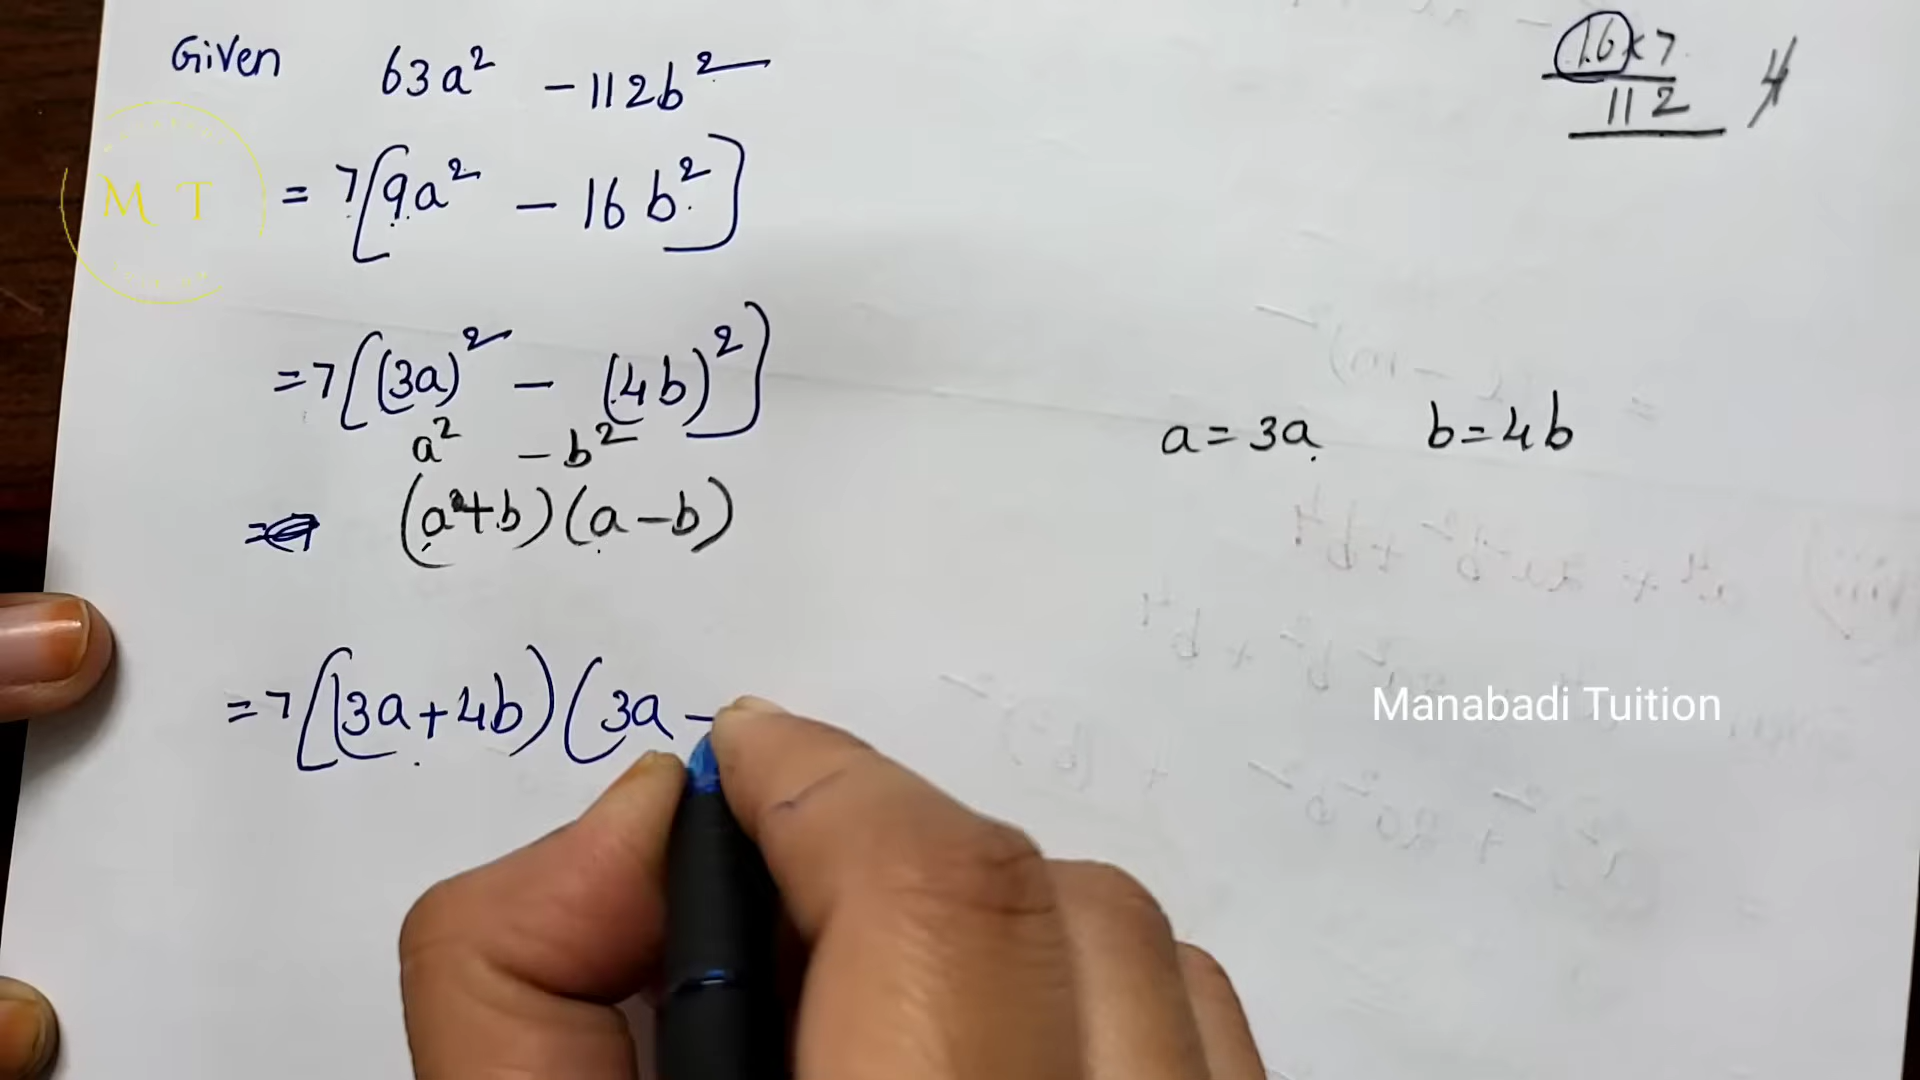 Given 63a² - 112b²
= 7[9a² - 16b²]
= 7[(3a)² - (4b)²]
a² - b²
(a+b)(a-b)
= 7[(3a+4b)(3a-
16×7
112
a=3a b=4b
M T
Manabadi Tuition